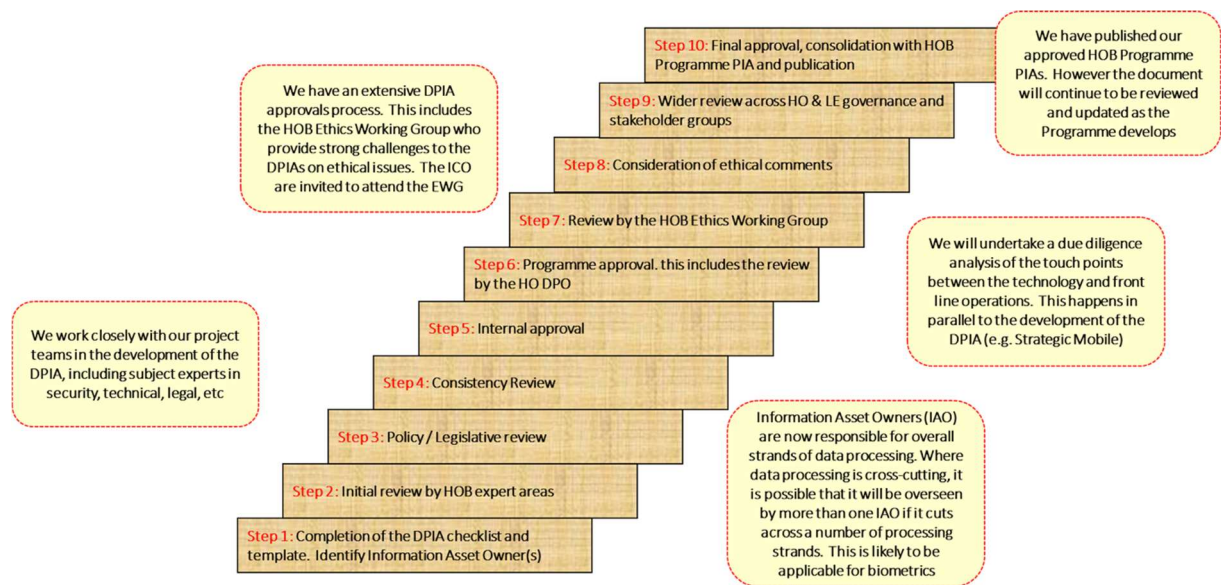 Step 10: Final approval, consolidation with HOB
Programme PIA and publication
We have published our
approved HOB Programme
PIAs. However the document
will continue to be reviewed
and updated as the
Programme develops
We have an extensive DPIA
approvals process. This includes
the HOB Ethics Working Group who
provide strong challenges to the
DPIAs on ethical issues. The ICO
are invited to attend the EWG
Step 9: Wider review across HO & LE governance and
stakeholder groups
Step 8: Consideration of ethical comments
Step 7: Review by the HOB Ethics Working Group
We will undertake a due diligence
analysis of the touch points
between the technology and front
line operations. This happens in
parallel to the development of the
DPIA (e.g. Strategic Mobile)
Step 6: Programme approval. this includes the review
by the HO DPO
Step 5: Internal approval
We work closely with our project
teams in the development of the
DPIA, including subject experts in
security, technical, legal, etc
Step 4: Consistency Review
Step 3: Policy / Legislative review
Information Asset Owners (IAO)
are now responsible for overall
strands of data processing. Where
data processing is cross-cutting, it
is possible that it will be overseen
by more than one IAO if it cuts
across a number of processing
strands. This is likely to be
applicable for biometrics
Step 2: Initial review by HOB expert areas
Step 1: Completion of the DPIA checklist and
template. Identify Information Asset Owner(s)